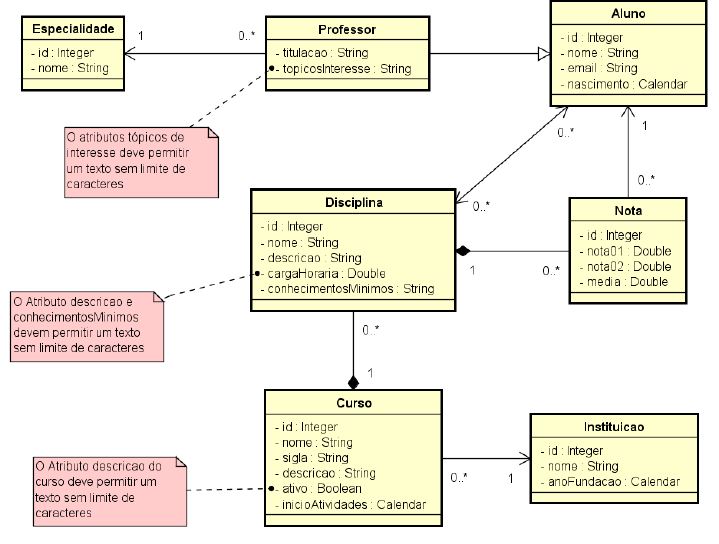 Especialidade
- id : Integer
- nome : String
1
0..*
Professor
- titulacao : String
- topicosInteresse : String
Aluno
- id : Integer
- nome : String
- email : String
- nascimento : Calendar
O atributos tópicos de
interesse deve permitir
um texto sem limite de
caracteres
0..*
1
0..*
0..*
Disciplina
- id : Integer
- nome : String
- descricao : String
- cargaHoraria : Double
- conhecimentosMinimos : String
1
0..*
Nota
- id : Integer
- nota01 : Double
- nota02 : Double
- media : Double
O Atributo descricao e
conhecimentosMinimos
devem permitir um texto
sem limite de caracteres
0..*
1
Curso
- id : Integer
- nome : String
- sigla : String
- descricao : String
- ativo : Boolean
- inicioAtividades : Calendar
0..*
1
Instituicao
- id : Integer
- nome : String
- anoFundacao : Calendar
O Atributo descricao do
curso deve permitir um
texto sem limite de
caracteres